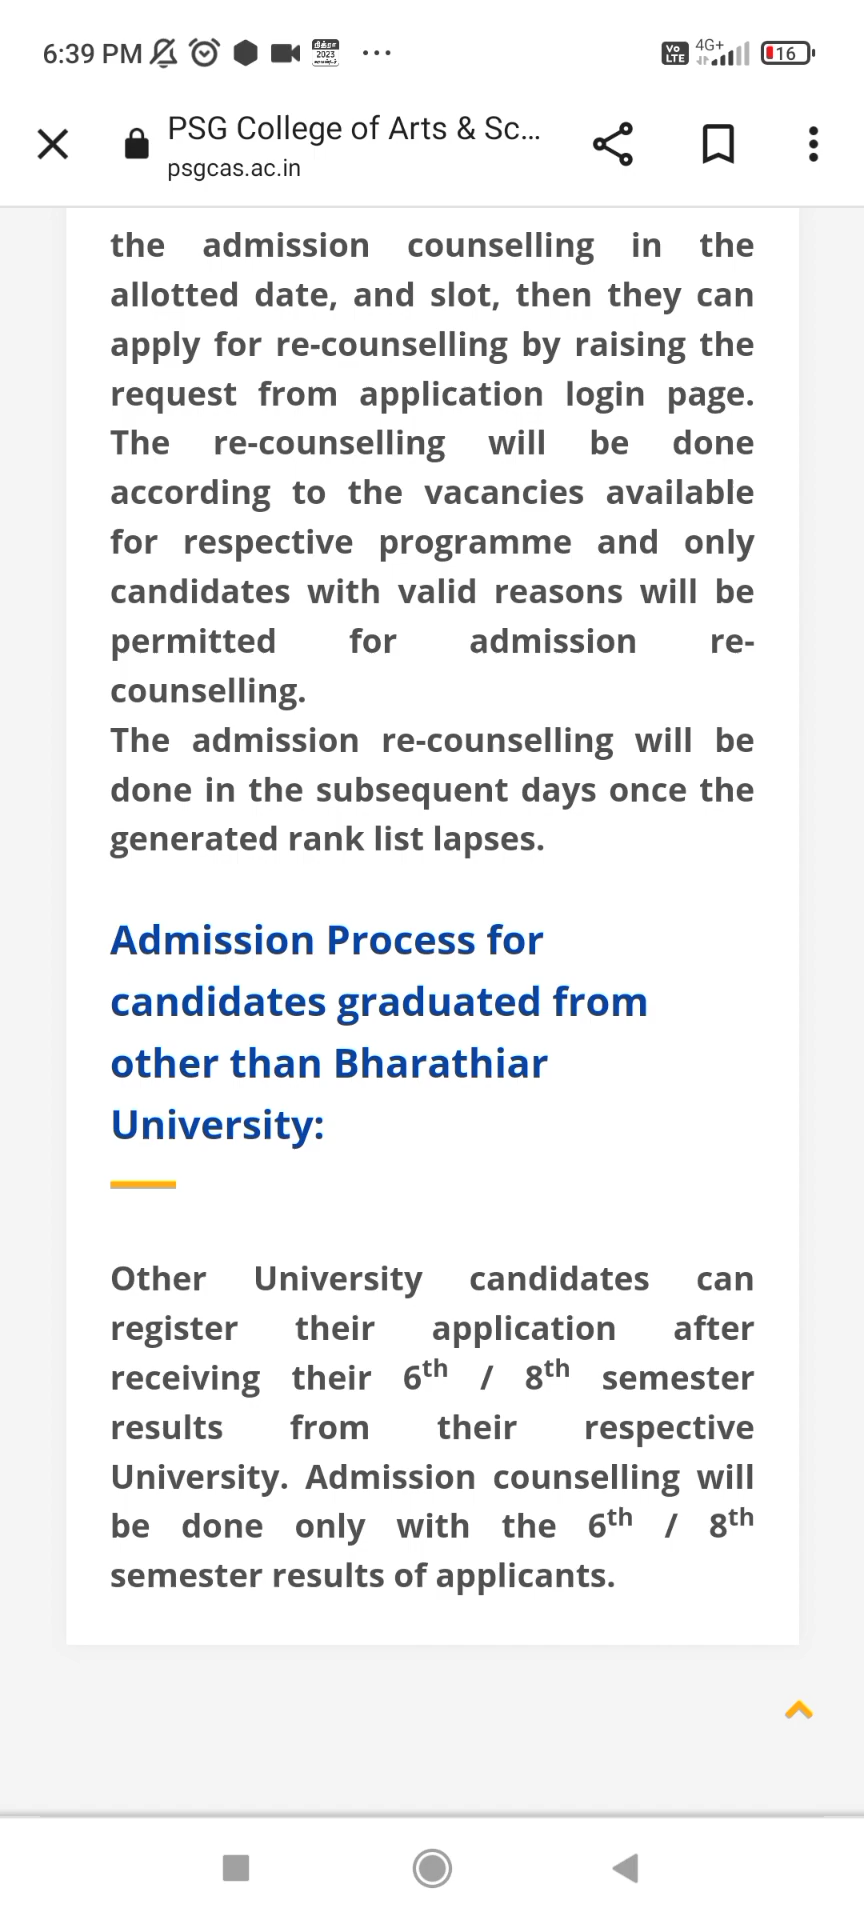 6:39 PM
2023
...
Vo
LTE
4G+
16
PSG College of Arts & Sc...
psgcas.ac.in
the admission counselling in the
allotted date, and slot, then they can
apply for re-counselling by raising the
request from application login page.
The re-counselling will be done
according to the vacancies available
for respective programme and only
candidates with valid reasons will be
permitted for admission re-
counselling.
The admission re-counselling will be
done in the subsequent days once the
generated rank list lapses.
Admission Process for
candidates graduated from
other than Bharathiar
University:
Other University candidates can
register their application after
receiving their 6th / 8th semester
results from their respective
University. Admission counselling will
be done only with the 6th / 8th
semester results of applicants.